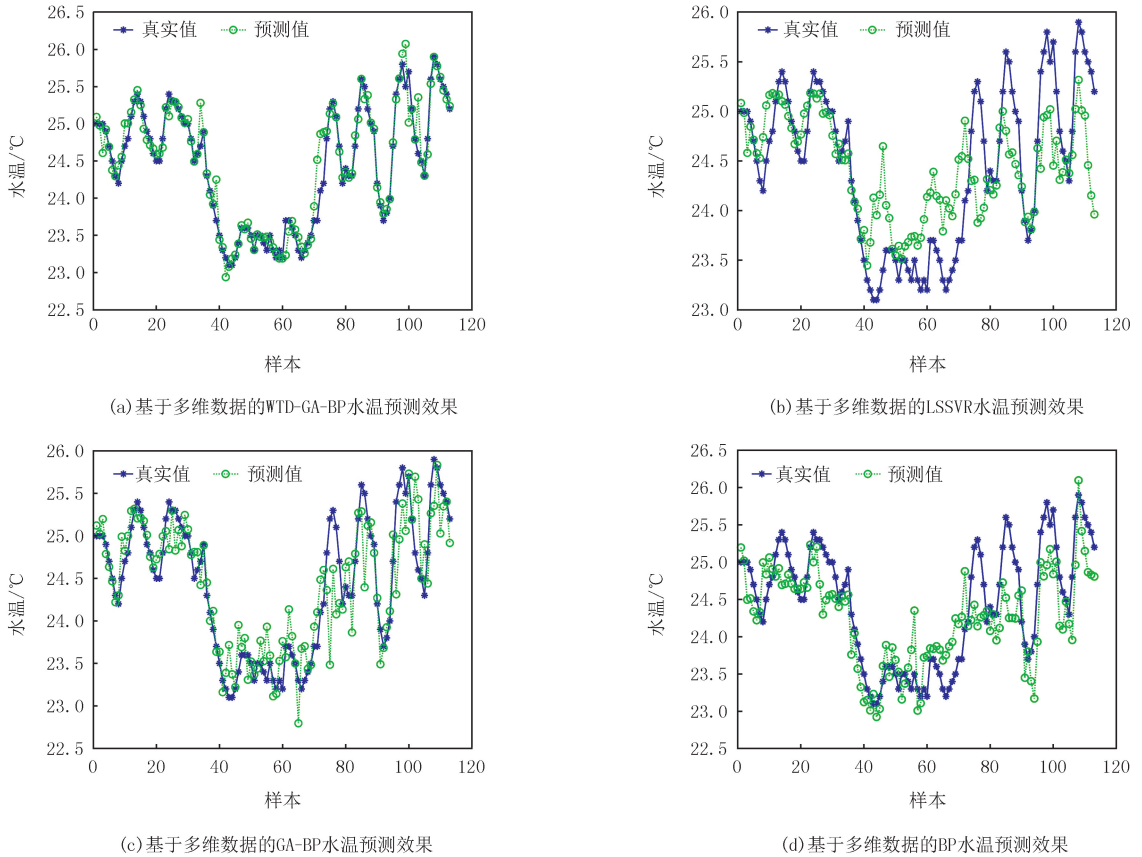 26.5
26.0
25.5
25.0
24.5
24.0
23.5
23.0
22.5
水温/℃
真实值 预测值
0 20 40 60 80 100 120
样本
(a)基于多维数据的WTD-GA-BP水温预测效果
26.0
25.5
25.0
24.5
24.0
23.5
23.0
水温/℃
真实值 预测值
0 20 40 60 80 100 120
样本
(b)基于多维数据的LSSVR水温预测效果
26.0
25.5
25.0
24.5
24.0
23.5
23.0
22.5
水温/℃
真实值 预测值
0 20 40 60 80 100 120
样本
(c)基于多维数据的GA-BP水温预测效果
26.5
26.0
25.5
25.0
24.5
24.0
23.5
23.0
22.5
水温/℃
真实值 预测值
0 20 40 60 80 100 120
样本
(d)基于多维数据的BP水温预测效果